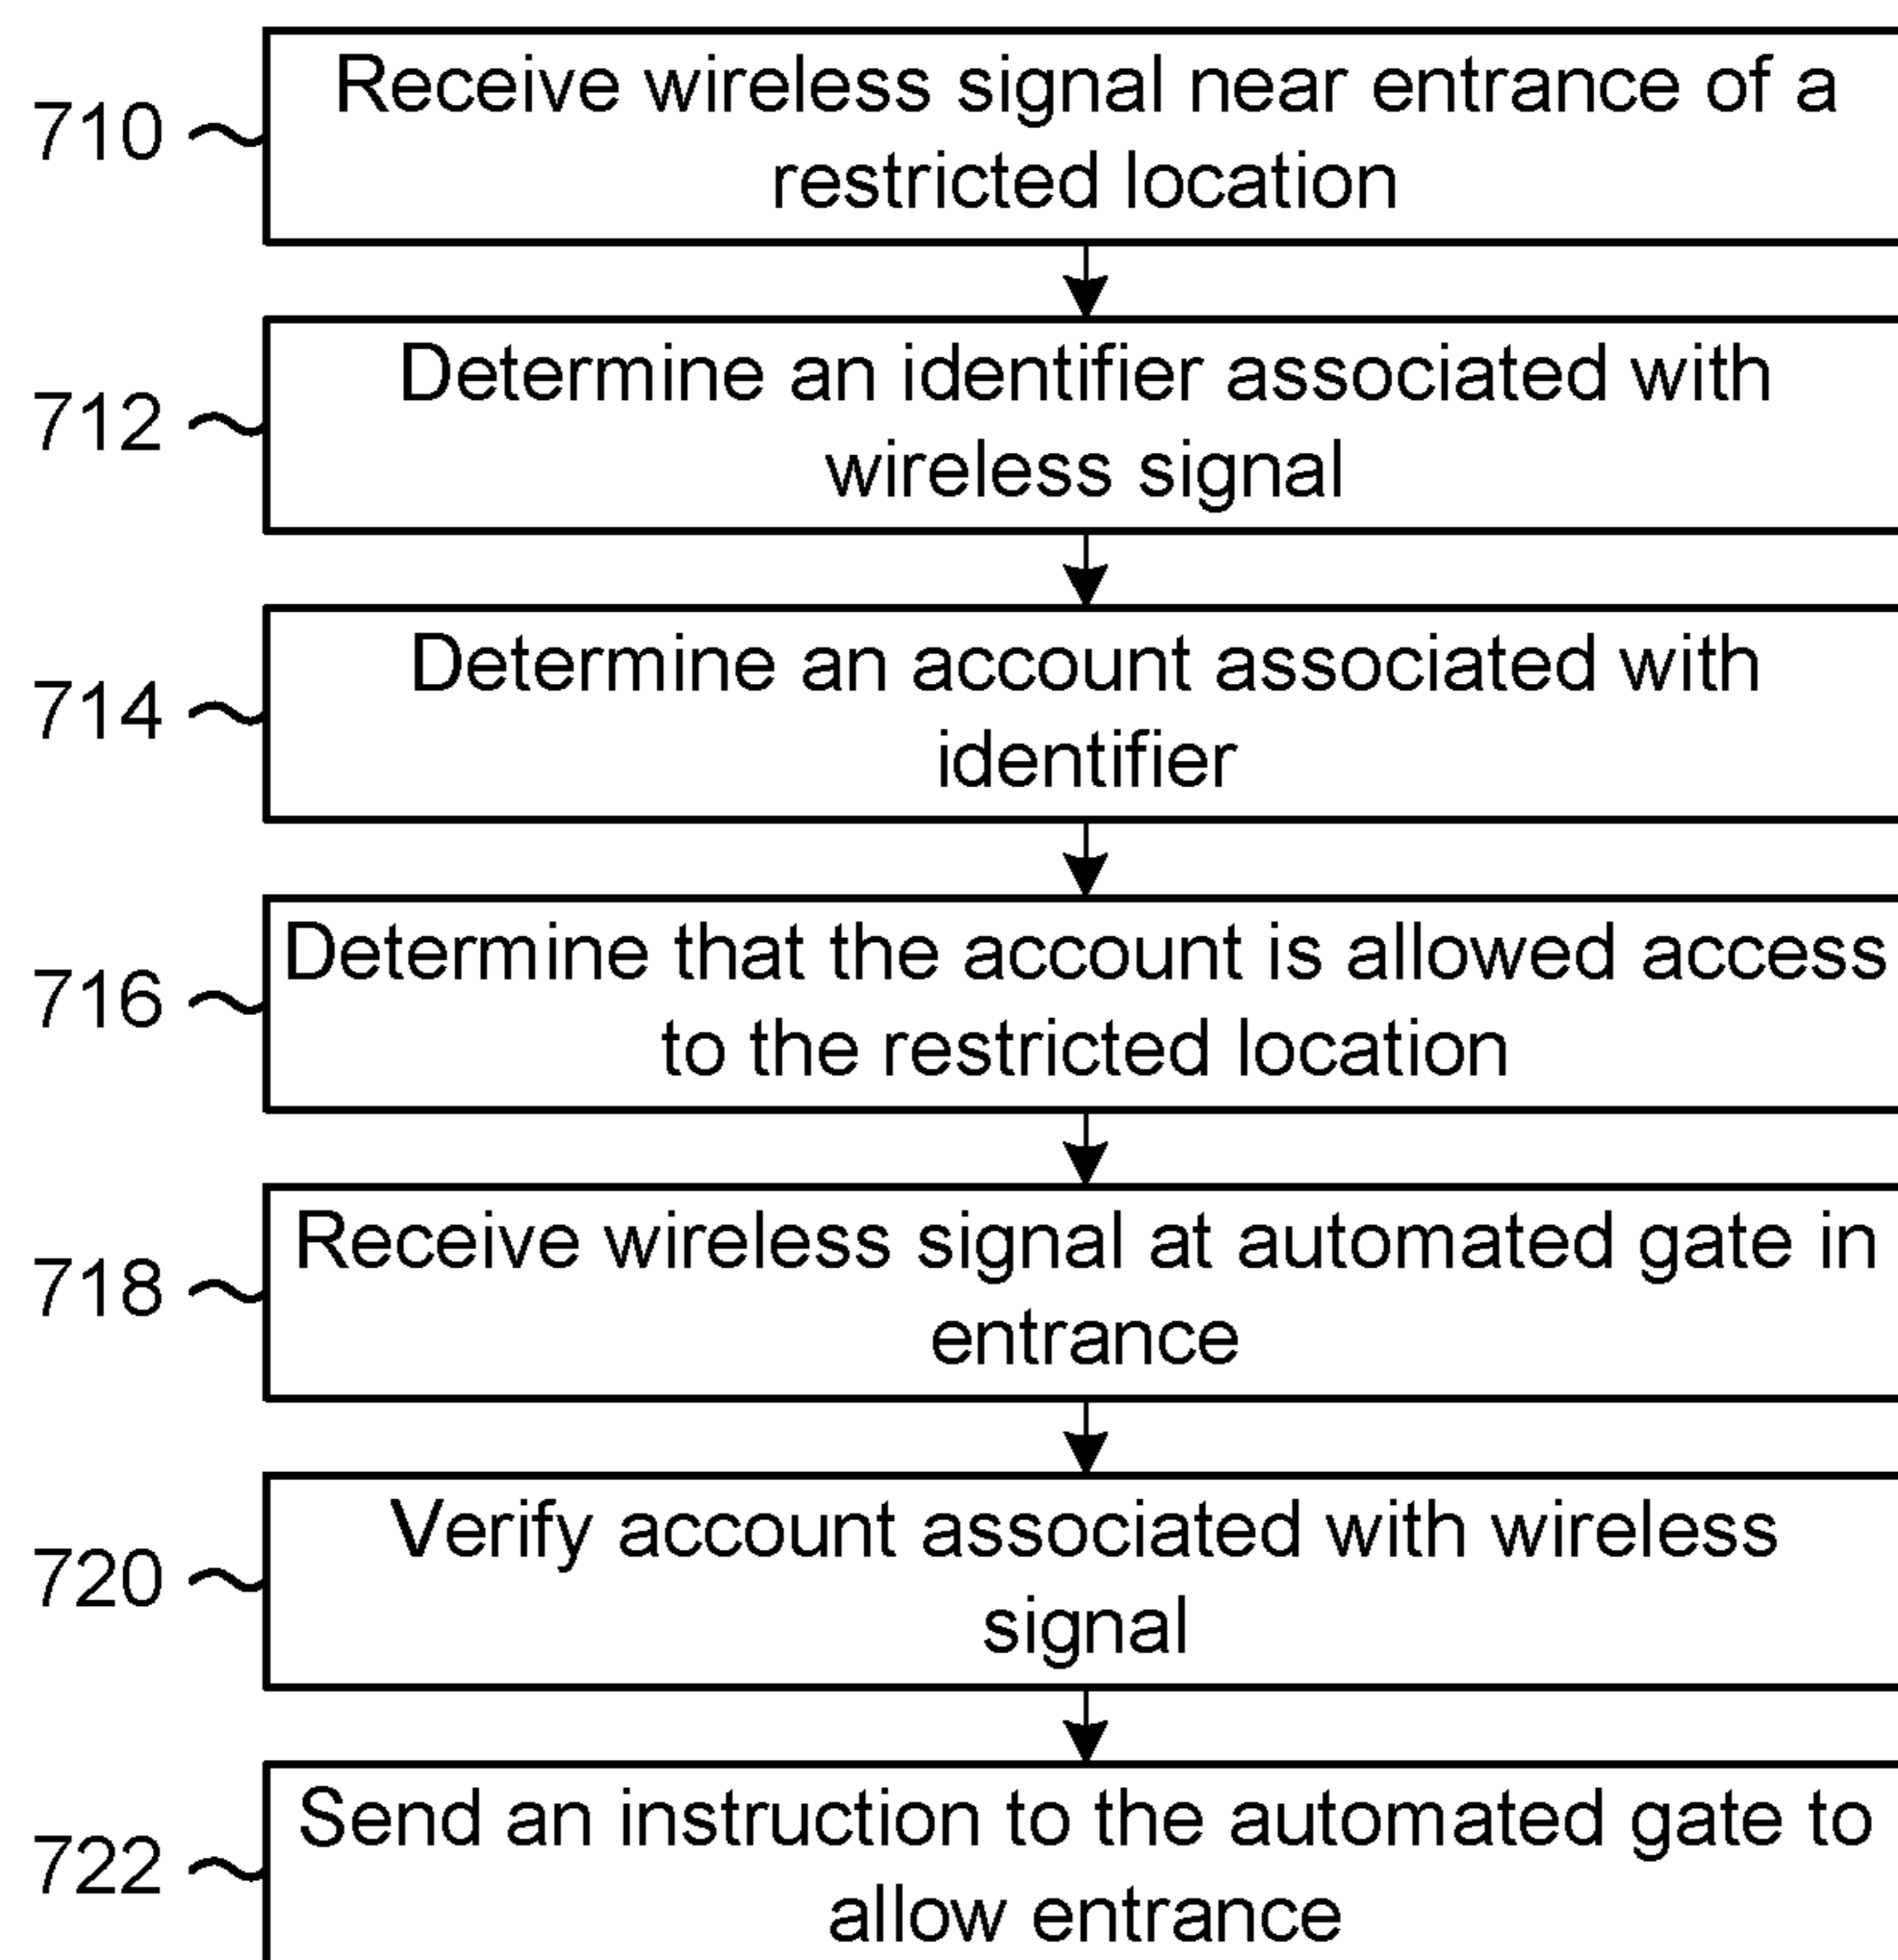 710
Receive wireless signal near entrance of a
restricted location
712
Determine an identifier associated with
wireless signal
714
Determine an account associated with
identifier
716
Determine that the account is allowed access
to the restricted location
718
Receive wireless signal at automated gate in
entrance
720
Verify account associated with wireless
signal
722
Send an instruction to the automated gate to
allow entrance